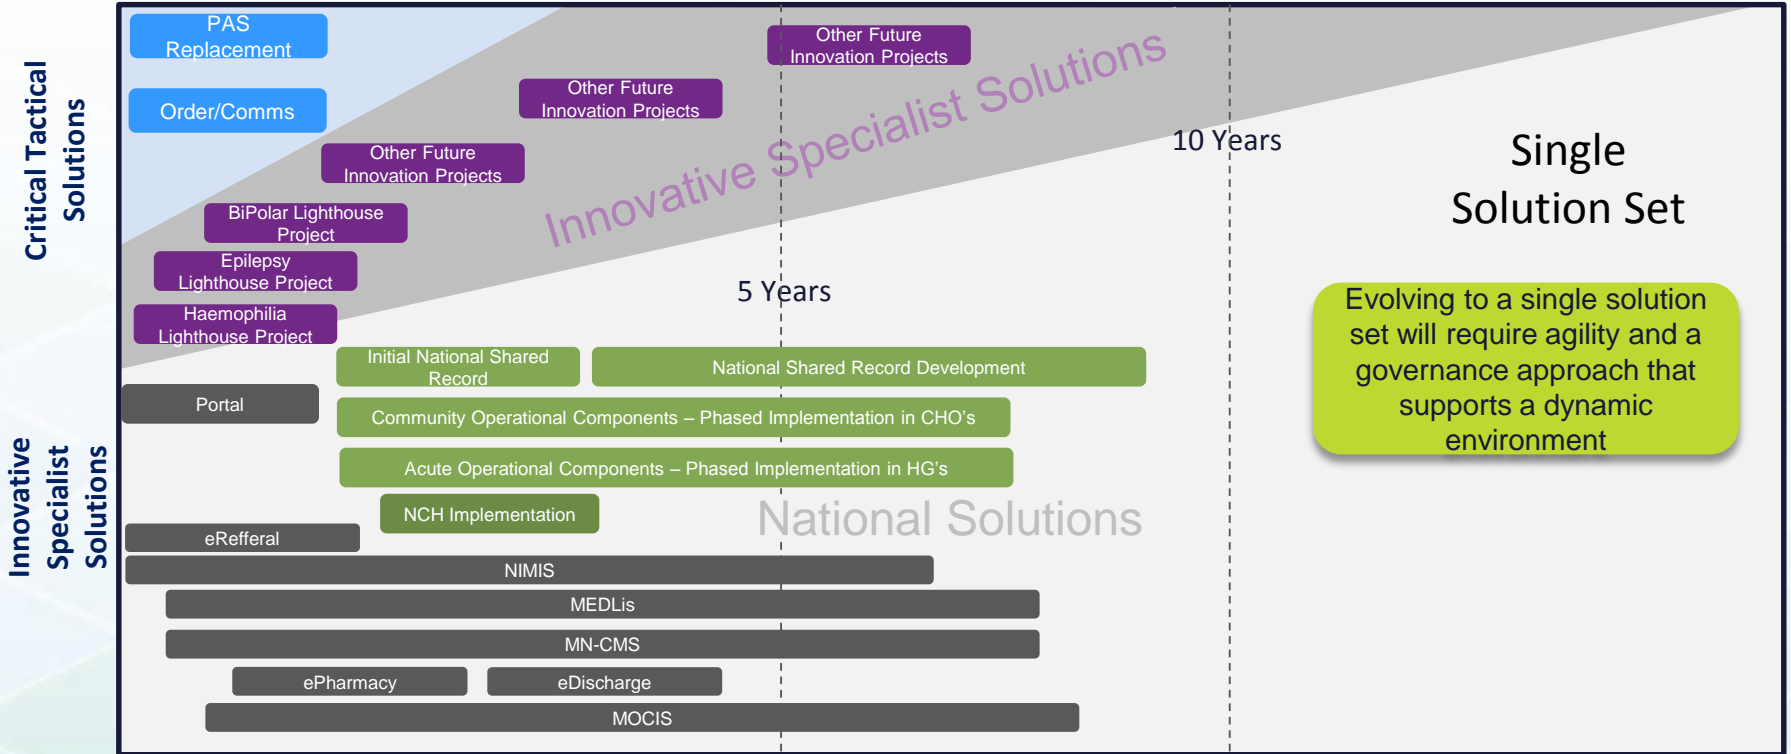 Critical Tactical
Solutions
Innovative
Specialist
Solutions
PAS
Replacement
Order/Comms
Other Future
Innovation Projects
Other Future
Innovation Projects
Other Future
Innovation Projects
BiPolar Lighthouse
Project
Epilepsy
Lighthouse Project
Haemophilia
Lighthouse Project
Innovative Specialist Solutions
5 Years
10 Years
Single
Solution Set
Evolving to a single solution
set will require agility and a
governance approach that
supports a dynamic
environment
Initial National Shared
Record
National Shared Record Development
Portal
Community Operational Components – Phased Implementation in CHO's
Acute Operational Components – Phased Implementation in HG's
NCH Implementation
National Solutions
eRefferal
NIMIS
MEDLis
MN-CMS
ePharmacy
eDischarge
MOCIS